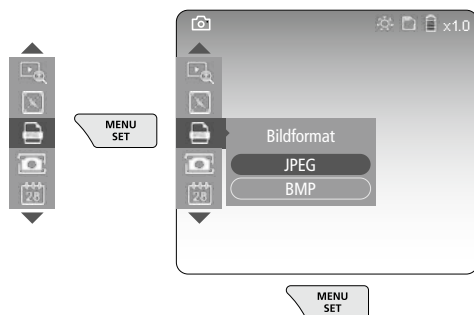 x1.0
MENU
SET
Bildformat
JPEG
BMP
28
28
MENU
SET